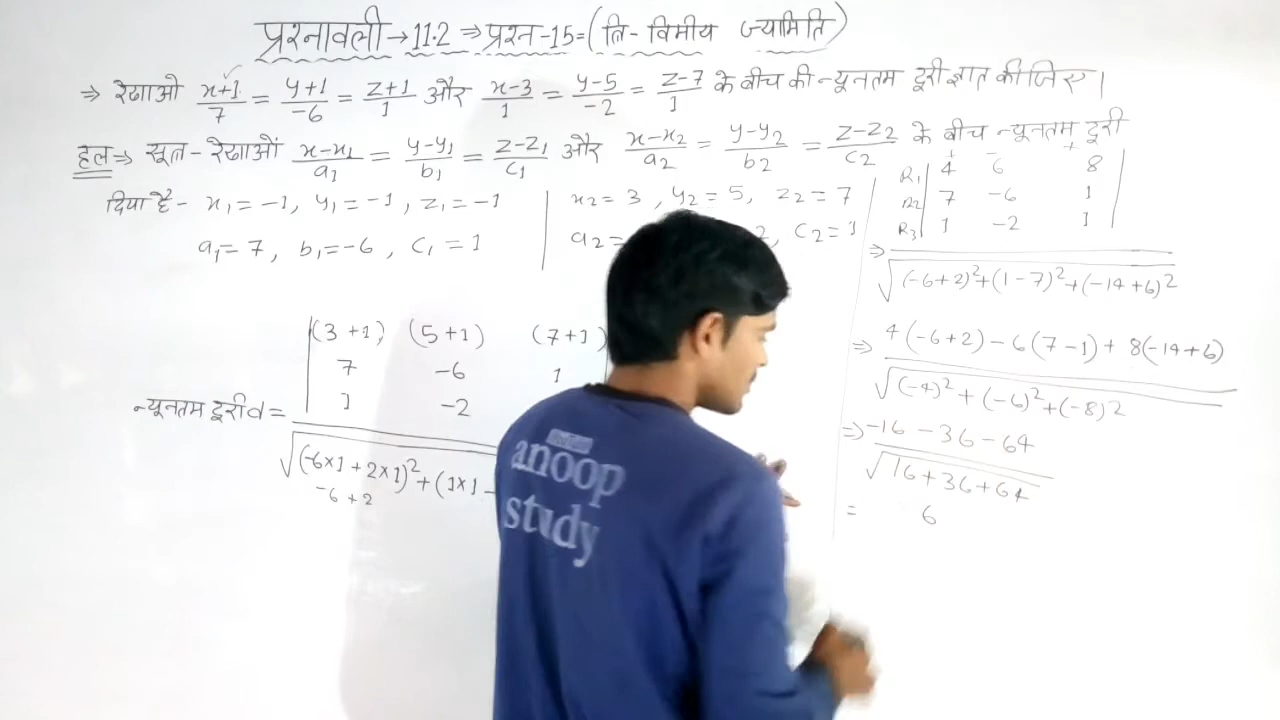 प्रश्नावली → 11.2 ⇒ प्रश्न-15 = (त्रि-विमीय ज्यामिति)
⇒ रेखाओ x+1/7 = y+1/-6 = z+1/1 और x-3/1 = y-5/-2 = z-7/1 के बीच की न्यूनतम दूरी ज्ञात कीजिए।
हल ⇒ सूत्र - रेखाओं x-x₁/a₁ = y-y₁/b₁ = z-z₁/c₁ और x-x₂/a₂ = y-y₂/b₂ = z-z₂/c₂ के बीच न्यूनतम दूरी
दिया है - x₁ = -1, y₁ = -1, z₁ = -1
a₁ = 7, b₁ = -6, c₁ = 1
x₂ = 3, y₂ = 5, z₂ = 7
a₂ = 2, c₂ = 1
(3+1) (5+1) (7+1)
7 -6 1
1 -2
न्यूनतम दूरी =
√(-6×1+2×1)²+(1×1-
-6+2
+ - +
R₁ 4 6 8
R₂ 7 -6 1
R₃ 1 -2 1
⇒
√(-6+2)²+(1-7)²+(-14+6)²
⇒ 4(-6+2)-6(7-1)+8(-14+6)
√(-4)²+(-6)²+(-8)²
⇒ -16-36-64
√16+36+64
= 6
anoop
study